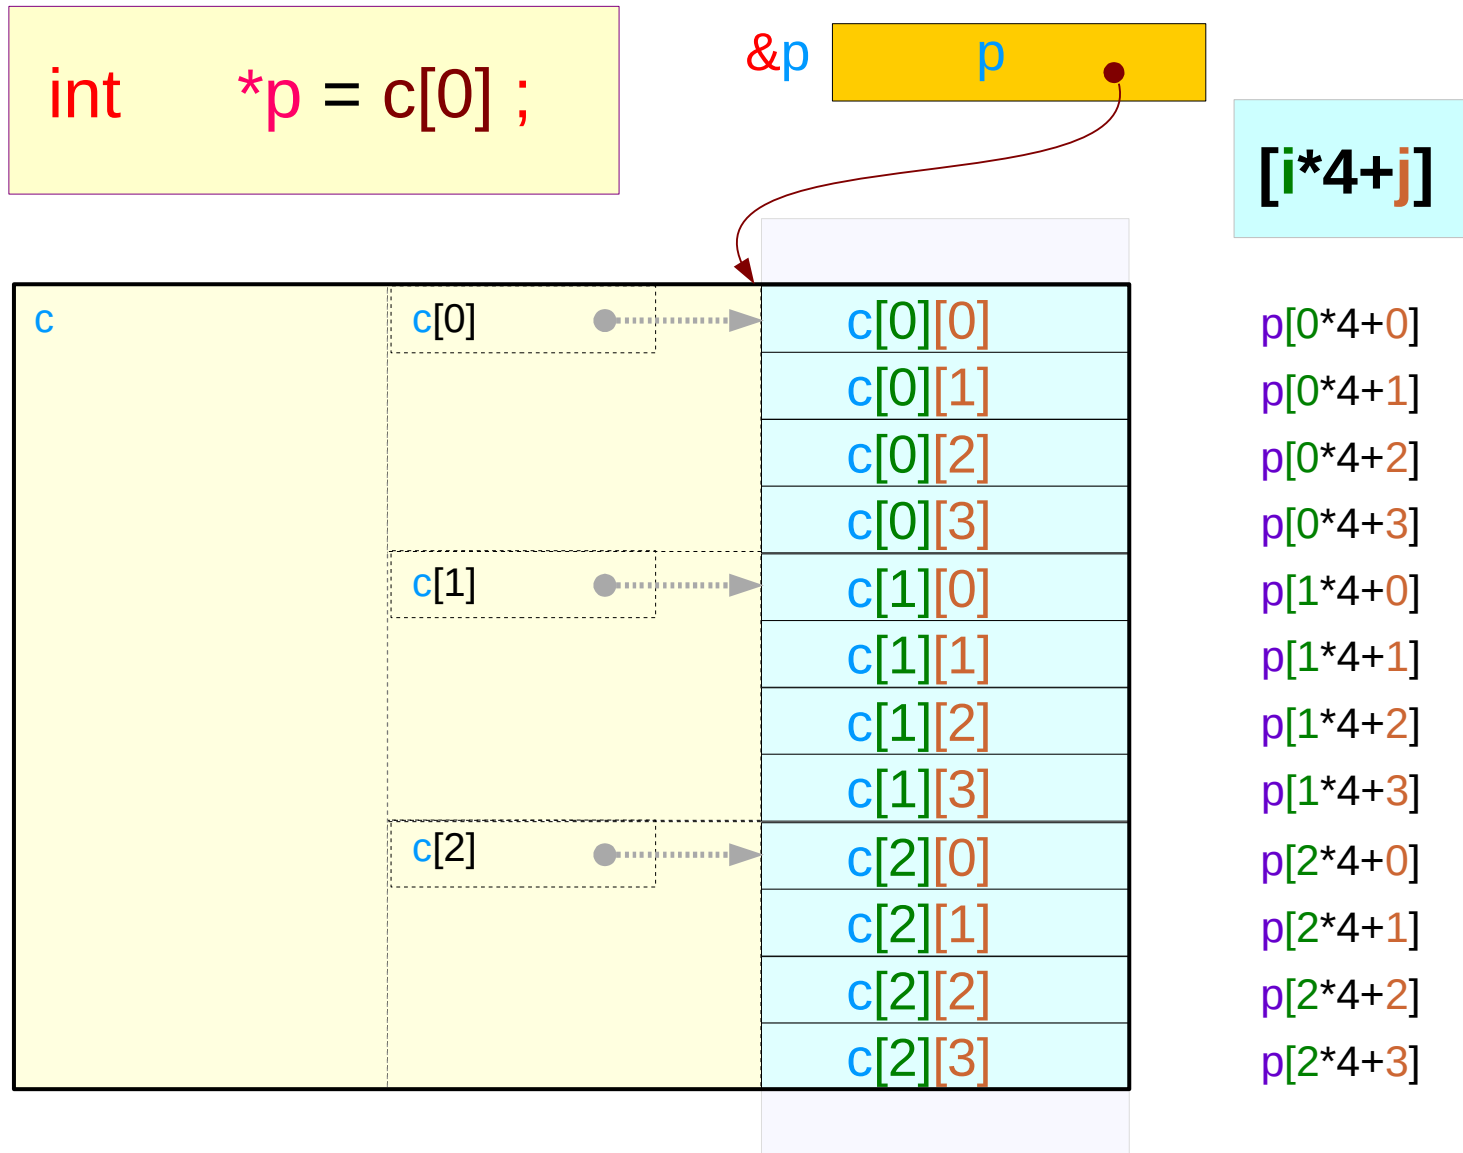 int *p = c[0] ;
&p p
[i*4+j]
c c[0] c[0][0] p[0*4+0]
c[0][1] p[0*4+1]
c[0][2] p[0*4+2]
c[0][3] p[0*4+3]
c[1] c[1][0] p[1*4+0]
c[1][1] p[1*4+1]
c[1][2] p[1*4+2]
c[1][3] p[1*4+3]
c[2] c[2][0] p[2*4+0]
c[2][1] p[2*4+1]
c[2][2] p[2*4+2]
c[2][3] p[2*4+3]